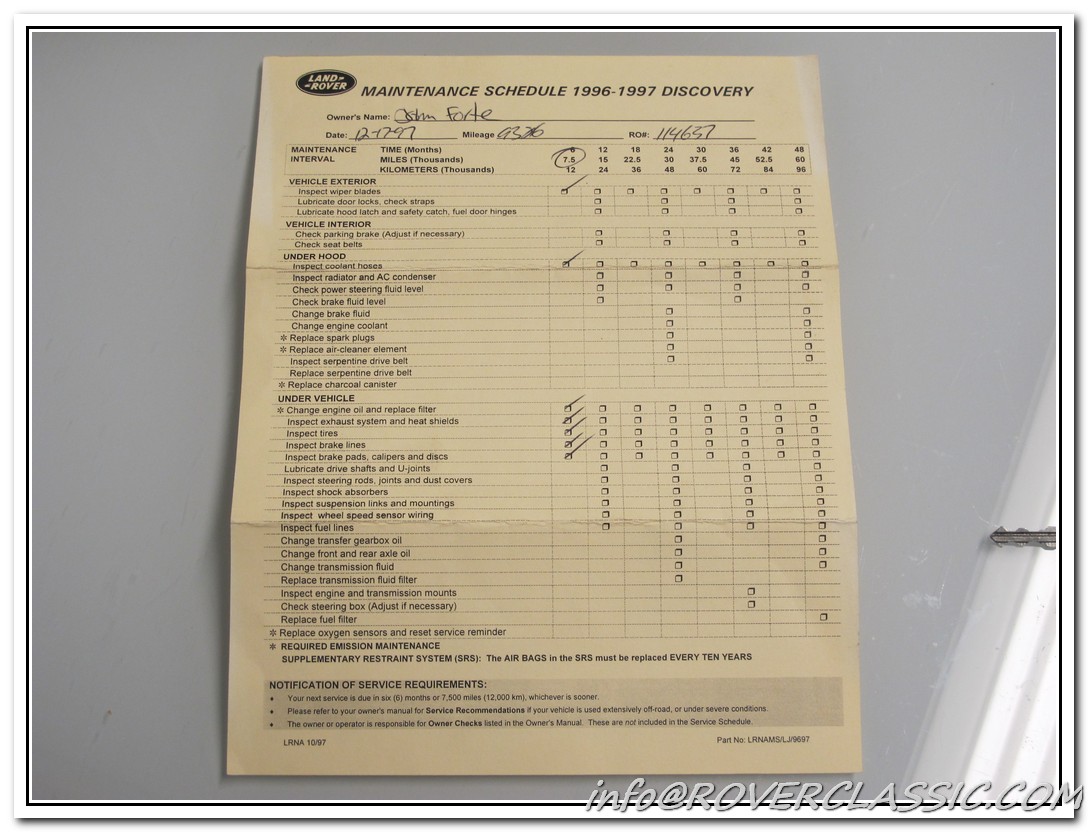 LAND-
-ROVER
MAINTENANCE SCHEDULE 1996-1997 DISCOVERY
Owner's Name: John Forte
Date: 12-17-97 Mileage 9326 RO#: 114637
MAINTENANCE TIME (Months) 6 12 18 24 30 36 42 48
INTERVAL MILES (Thousands) 7.5 15 22.5 30 37.5 45 52.5 60
KILOMETERS (Thousands) 12 24 36 48 60 72 84 96
VEHICLE EXTERIOR
Inspect wiper blades
Lubricate door locks, check straps
Lubricate hood latch and safety catch, fuel door hinges
VEHICLE INTERIOR
Check parking brake (Adjust if necessary)
Check seat belts
UNDER HOOD
Inspect coolant hoses
Inspect radiator and AC condenser
Check power steering fluid level
Check brake fluid level
Change brake fluid
Change engine coolant
✲ Replace spark plugs
✲ Replace air-cleaner element
Inspect serpentine drive belt
Replace serpentine drive belt
✲ Replace charcoal canister
UNDER VEHICLE
✲ Change engine oil and replace filter
Inspect exhaust system and heat shields
Inspect tires
Inspect brake lines
Inspect brake pads, calipers and discs
Lubricate drive shafts and U-joints
Inspect steering rods, joints and dust covers
Inspect shock absorbers
Inspect suspension links and mountings
Inspect wheel speed sensor wiring
Inspect fuel lines
Change transfer gearbox oil
Change front and rear axle oil
Change transmission fluid
Replace transmission fluid filter
Inspect engine and transmission mounts
Check steering box (Adjust if necessary)
Replace fuel filter
✲ Replace oxygen sensors and reset service reminder
✲ REQUIRED EMISSION MAINTENANCE
SUPPLEMENTARY RESTRAINT SYSTEM (SRS): The AIR BAGS in the SRS must be replaced EVERY TEN YEARS
NOTIFICATION OF SERVICE REQUIREMENTS:
♦ Your next service is due in six (6) months or 7,500 miles (12,000 km), whichever is sooner.
♦ Please refer to your owner's manual for Service Recommendations if your vehicle is used extensively off-road, or under severe conditions.
♦ The owner or operator is responsible for Owner Checks listed in the Owner's Manual. These are not included in the Service Schedule.
LRNA 10/97 Part No: LRNAMS/LJ/9697
info@ROVERCLASSIC.COM